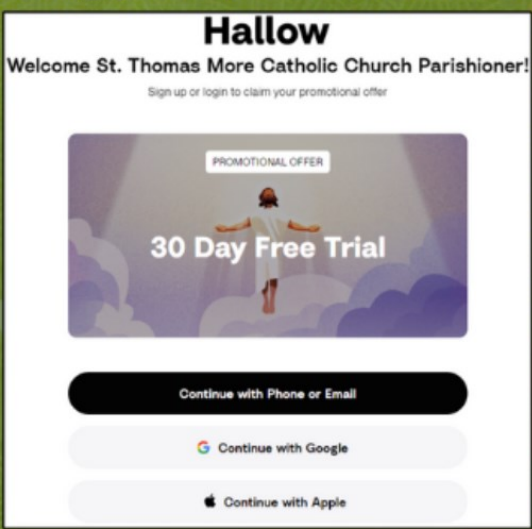 Hallow
Welcome St. Thomas More Catholic Church Parishioner!
Sign up or login to claim your promotional offer
PROMOTIONAL OFFER
30 Day Free Trial
Continue with Phone or Email
Continue with Google
Continue with Apple